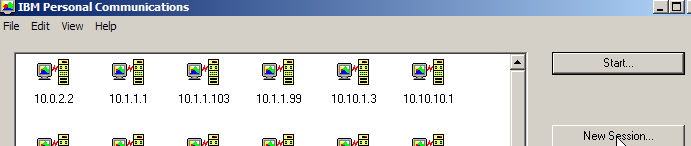 IBM Personal Communications
File Edit View Help
Start...
10.0.2.2 10.1.1.1 10.1.1.103 10.1.1.99 10.10.1.3 10.10.10.1
New Session...